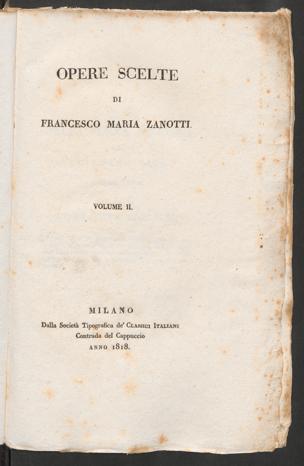 OPERE SCELTE
DI
FRANCESCO MARIA ZANOTTI
VOLUME II.
MILANO
Dalla Società Tipografica de' CLASSICI ITALIANI
Contrada del Cappuccio
ANNO 1818.